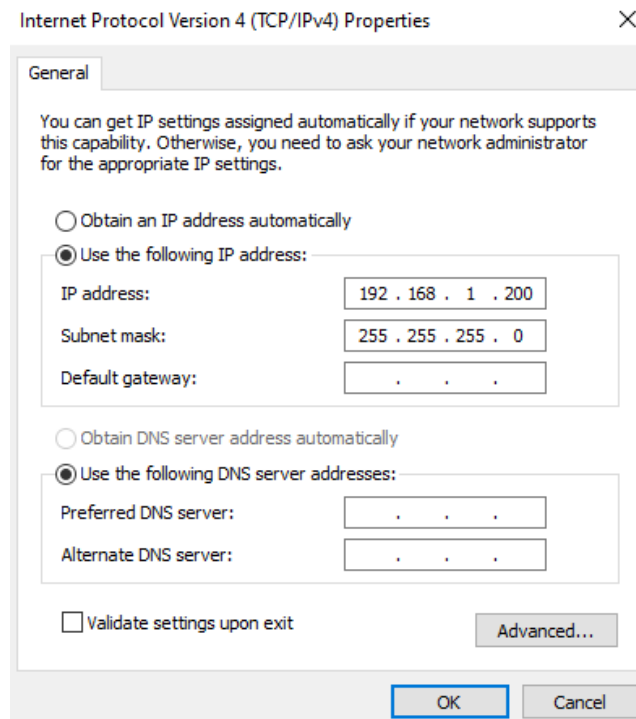 Internet Protocol Version 4 (TCP/IPv4) Properties
General
You can get IP settings assigned automatically if your network supports
this capability. Otherwise, you need to ask your network administrator
for the appropriate IP settings.
Obtain an IP address automatically
Use the following IP address:
IP address: 192 . 168 . 1 . 200
Subnet mask: 255 . 255 . 255 . 0
Default gateway: . . .
Obtain DNS server address automatically
Use the following DNS server addresses:
Preferred DNS server: . . .
Alternate DNS server: . . .
Validate settings upon exit
Advanced...
OK Cancel